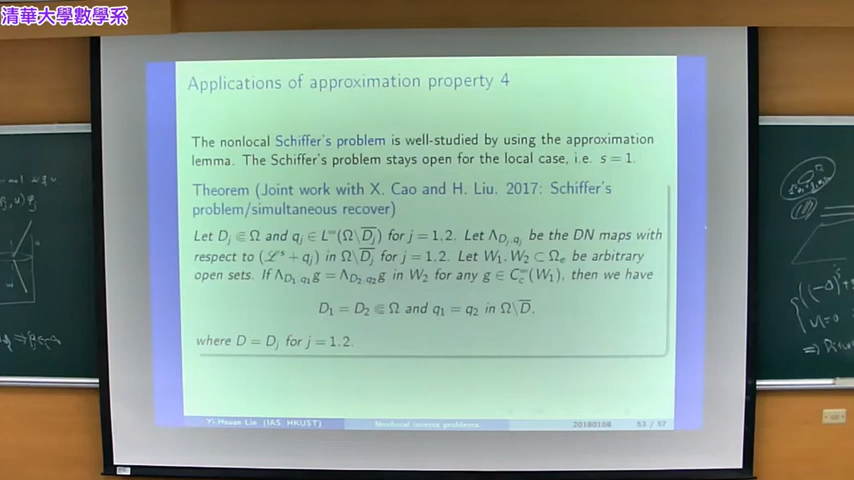 清華大學數學系
Applications of approximation property 4
The nonlocal Schiffer's problem is well-studied by using the approximation
lemma. The Schiffer's problem stays open for the local case, i.e. s = 1.
Theorem (Joint work with X. Cao and H. Liu. 2017: Schiffer's
problem/simultaneous recover)
Let D_j ⋐ Ω and q_j ∈ L^∞(Ω\overline{D_j}) for j = 1, 2. Let Λ_{D_j,q_j} be the DN maps with
respect to (ℒ^s + q_j) in Ω\overline{D_j} for j = 1, 2. Let W_1, W_2 ⊂ Ω_e be arbitrary
open sets. If Λ_{D_1,q_1}g = Λ_{D_2,q_2}g in W_2 for any g ∈ C_c^∞(W_1), then we have
D_1 = D_2 ⋐ Ω and q_1 = q_2 in Ω\overline{D},
where D = D_j for j = 1, 2.
Yi-Hsuan Lin (IAS, HKUST) Nonlocal inverse problems 20180108 53 / 57